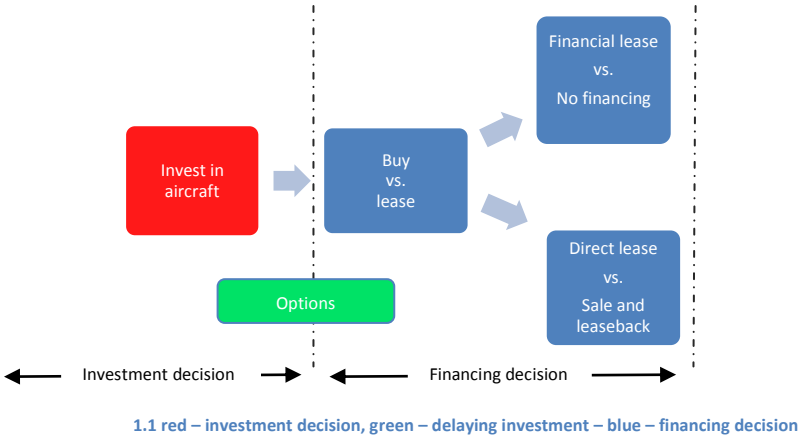 Financial lease
vs.
No financing
Invest in
aircraft
Buy
vs.
lease
Direct lease
vs.
Sale and
leaseback
Options
Investment decision
Financing decision
1.1 red – investment decision, green – delaying investment – blue – financing decision